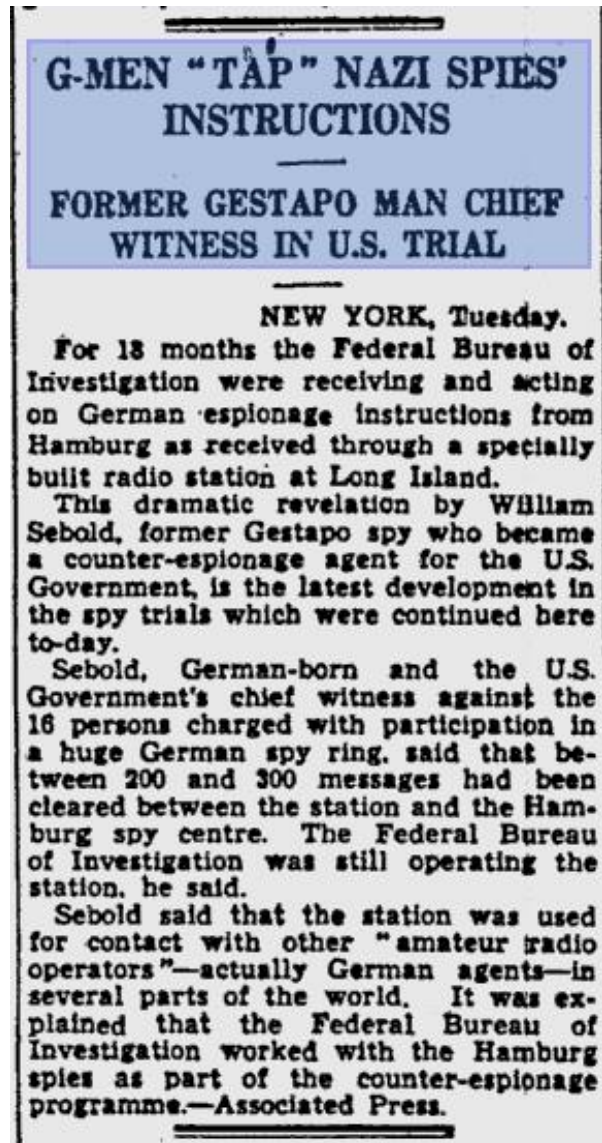 G-MEN "TAP" NAZI SPIES'
INSTRUCTIONS
FORMER GESTAPO MAN CHIEF
WITNESS IN U.S. TRIAL
NEW YORK, Tuesday.
For 18 months the Federal Bureau of
Investigation were receiving and acting
on German espionage instructions from
Hamburg as received through a specially
built radio station at Long Island.
This dramatic revelation by William
Sebold, former Gestapo spy who became
a counter-espionage agent for the U.S.
Government, is the latest development in
the spy trials which were continued here
to-day.
Sebold, German-born and the U.S.
Government's chief witness against the
16 persons charged with participation in
a huge German spy ring, said that be-
tween 200 and 300 messages had been
cleared between the station and the Ham-
burg spy centre. The Federal Bureau
of Investigation was still operating the
station, he said.
Sebold said that the station was used
for contact with other "amateur radio
operators"—actually German agents—in
several parts of the world. It was ex-
plained that the Federal Bureau of
Investigation worked with the Hamburg
spies as part of the counter-espionage
programme.—Associated Press.